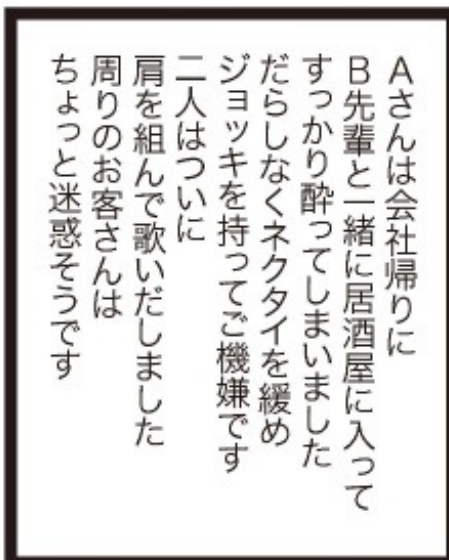 Aさんは会社帰りに
B先輩と一緒に居酒屋に入って
すっかり酔ってしまいました
だらしなくネクタイを緩め
ジョッキを持ってご機嫌です
二人はついに
肩を組んで歌いだしました
周りのお客さんは
ちょっと迷惑そうです